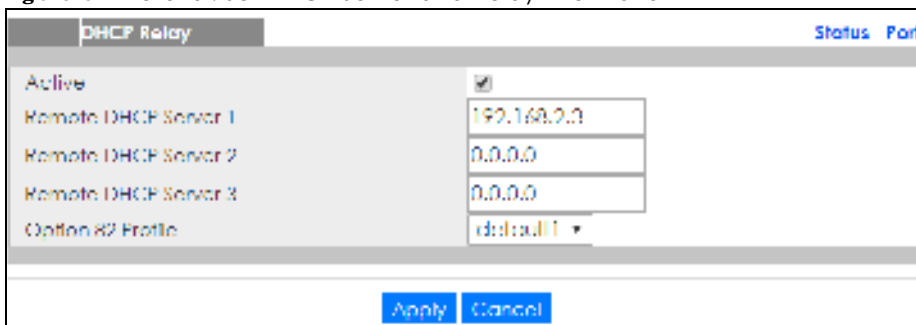 DHCP Relay Status Port
Active
Remote DHCP Server 1 192.168.2.3
Remote DHCP Server 2 0.0.0.0
Remote DHCP Server 3 0.0.0.0
Option 82 Profile default1
Apply Cancel